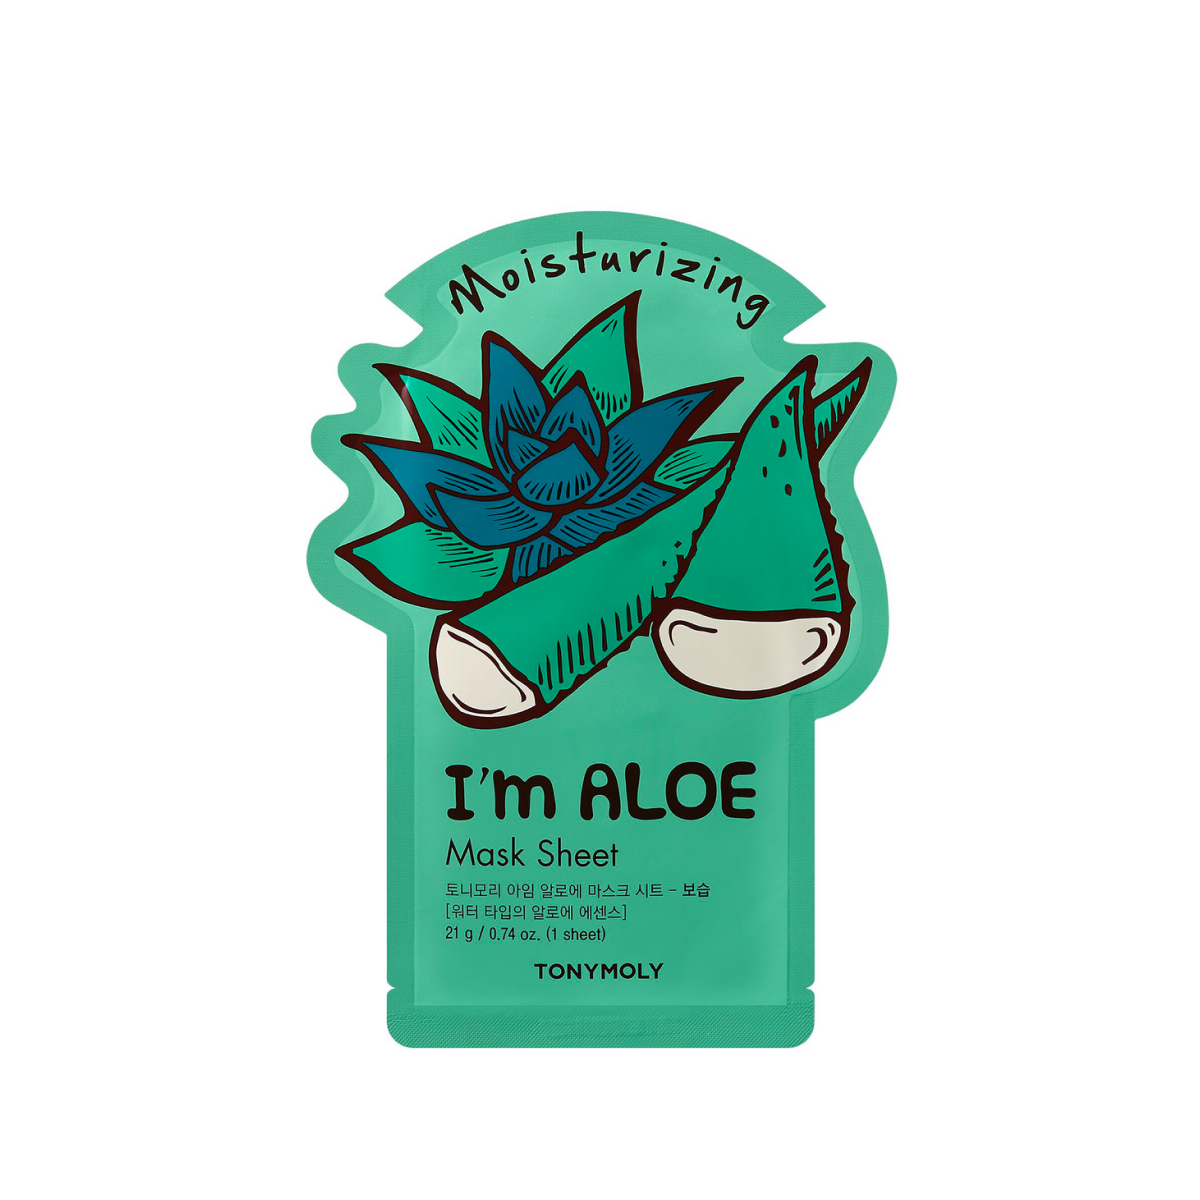 Moisturizing
I'm ALOE
Mask Sheet
토니모리 아임 알로에 마스크 시트 – 보습
[워터 타입의 알로에 에센스]
21 g / 0.74 oz. (1 sheet)
TONYMOLY